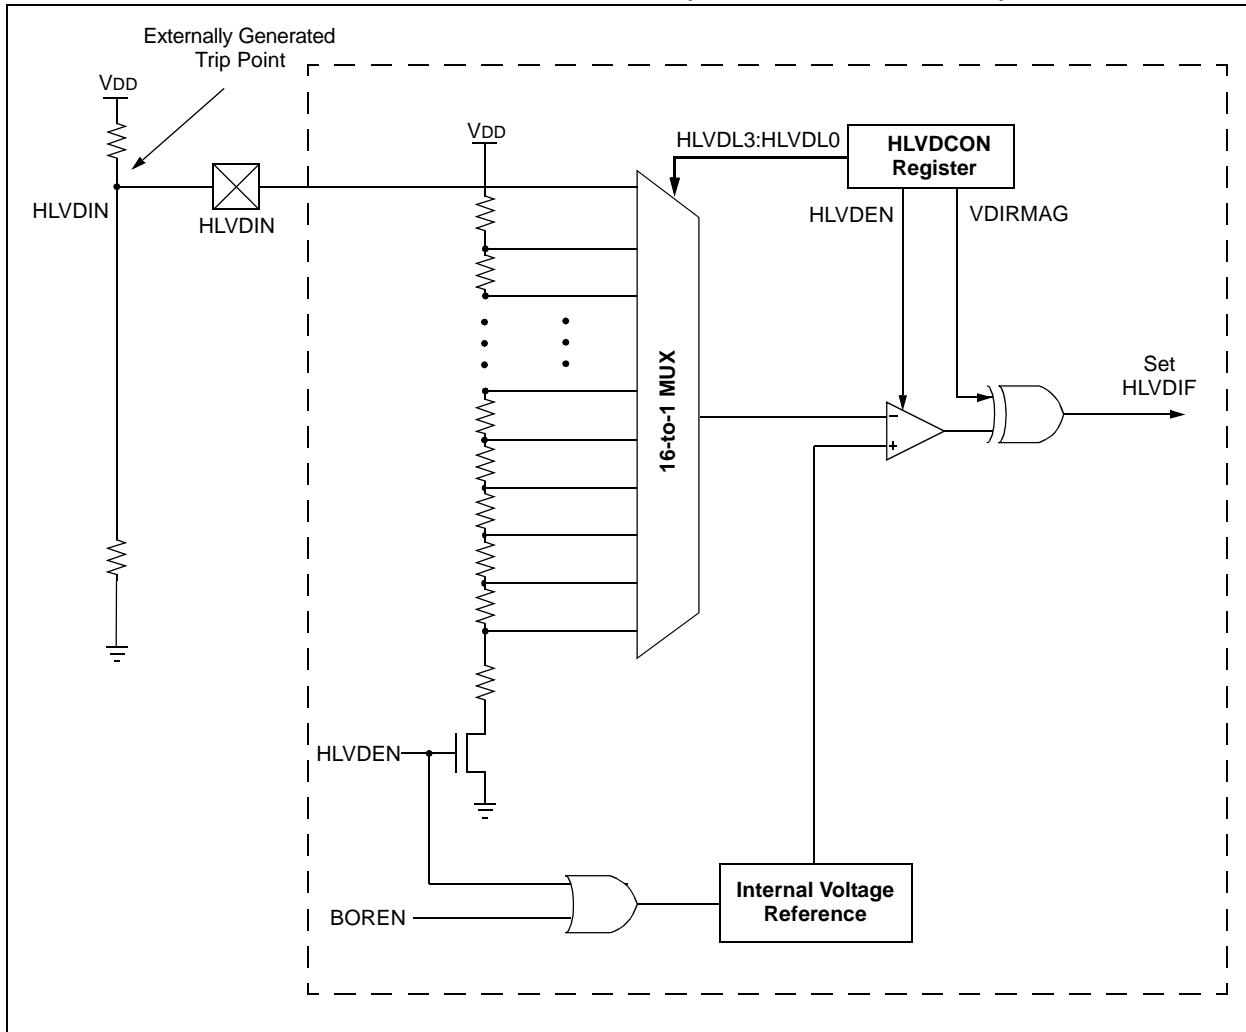 Externally Generated
Trip Point
VDD
VDD
HLVDL3:HLVDL0
HLVDCON
Register
HLVDIN
HLVDIN
HLVDEN
VDIRMAG
16-to-1 MUX
Set
HLVDIF
−
+
HLVDEN
BOREN
Internal Voltage
Reference